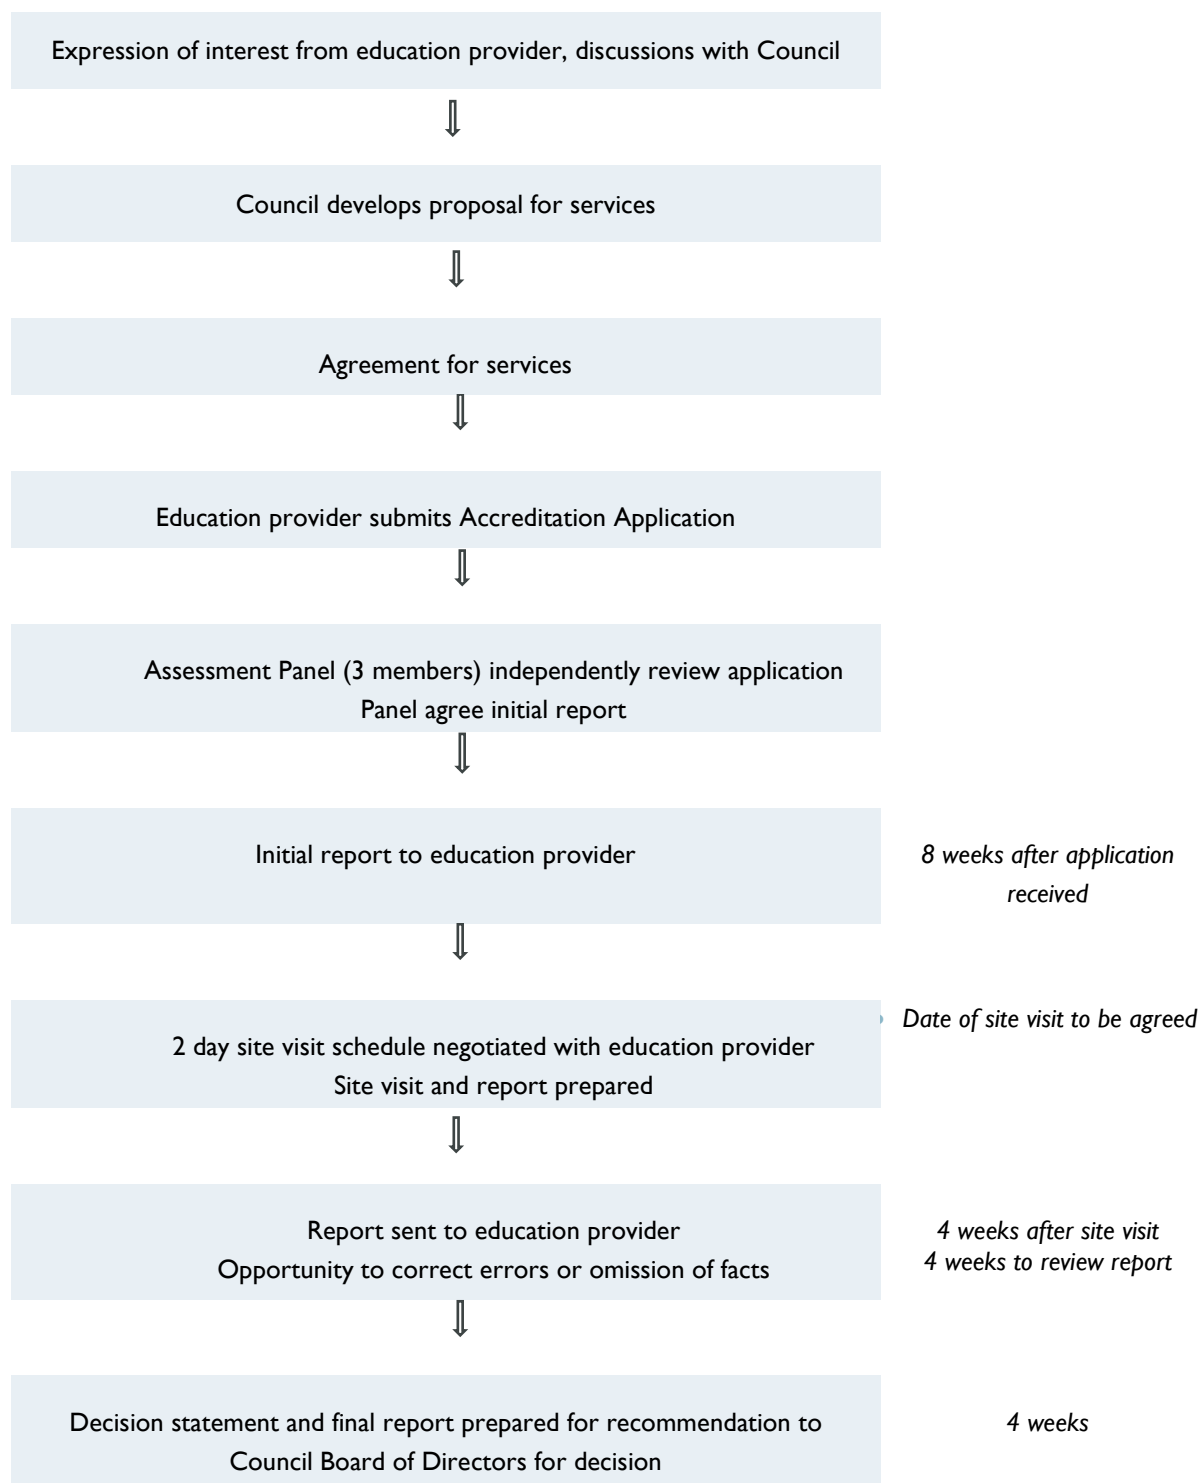 Expression of interest from education provider, discussions with Council
Council develops proposal for services
Agreement for services
Education provider submits Accreditation Application
Assessment Panel (3 members) independently review application
Panel agree initial report
Initial report to education provider
8 weeks after application
received
Date of site visit to be agreed
2 day site visit schedule negotiated with education provider
Site visit and report prepared
Report sent to education provider
Opportunity to correct errors or omission of facts
4 weeks after site visit
4 weeks to review report
Decision statement and final report prepared for recommendation to
Council Board of Directors for decision
4 weeks